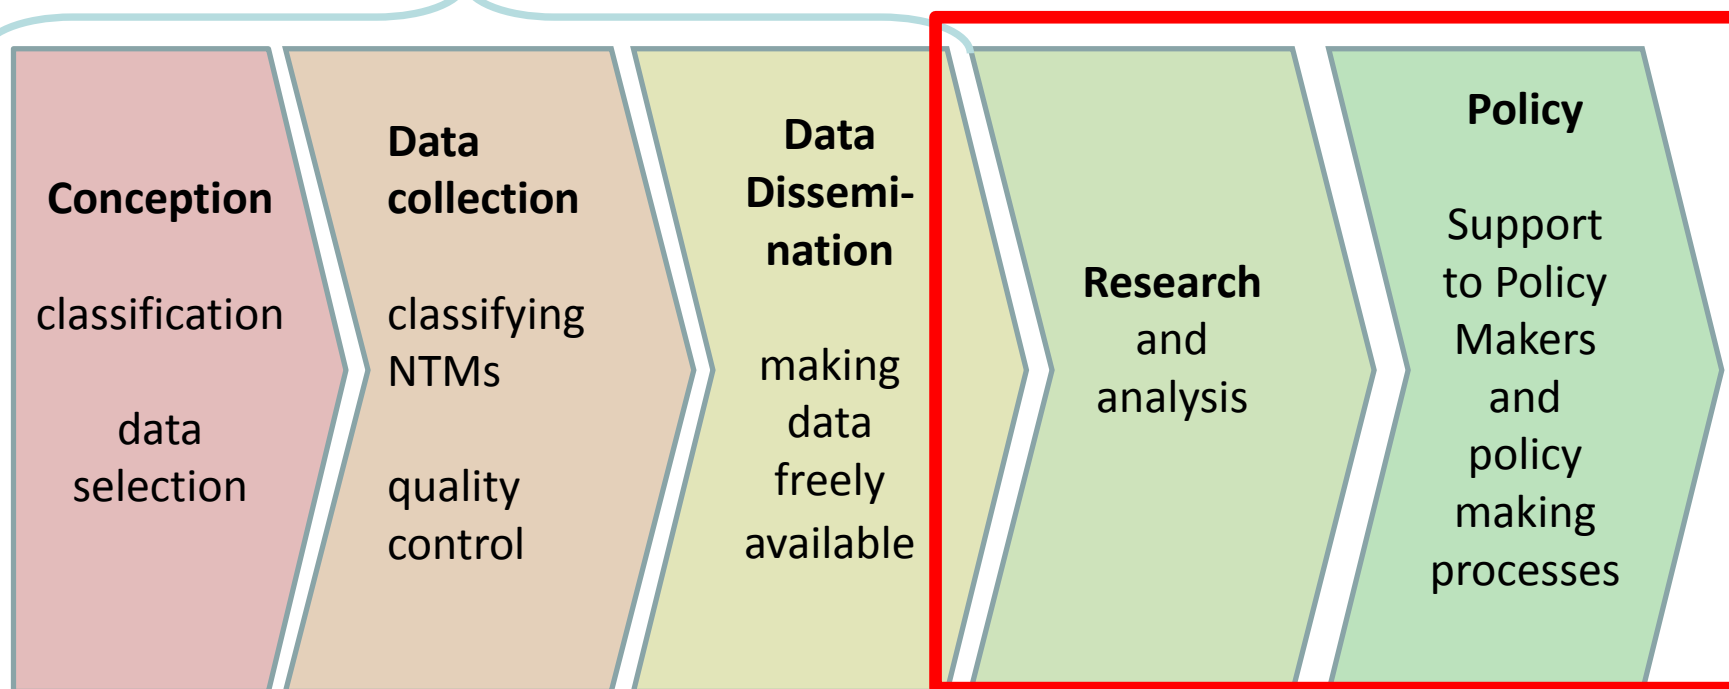 Conception
classification
data
selection
Data
collection
classifying
NTMs
quality
control
Data
Dissemi-
nation
making
data
freely
available
Research
and
analysis
Policy
Support
to Policy
Makers
and
policy
making
processes